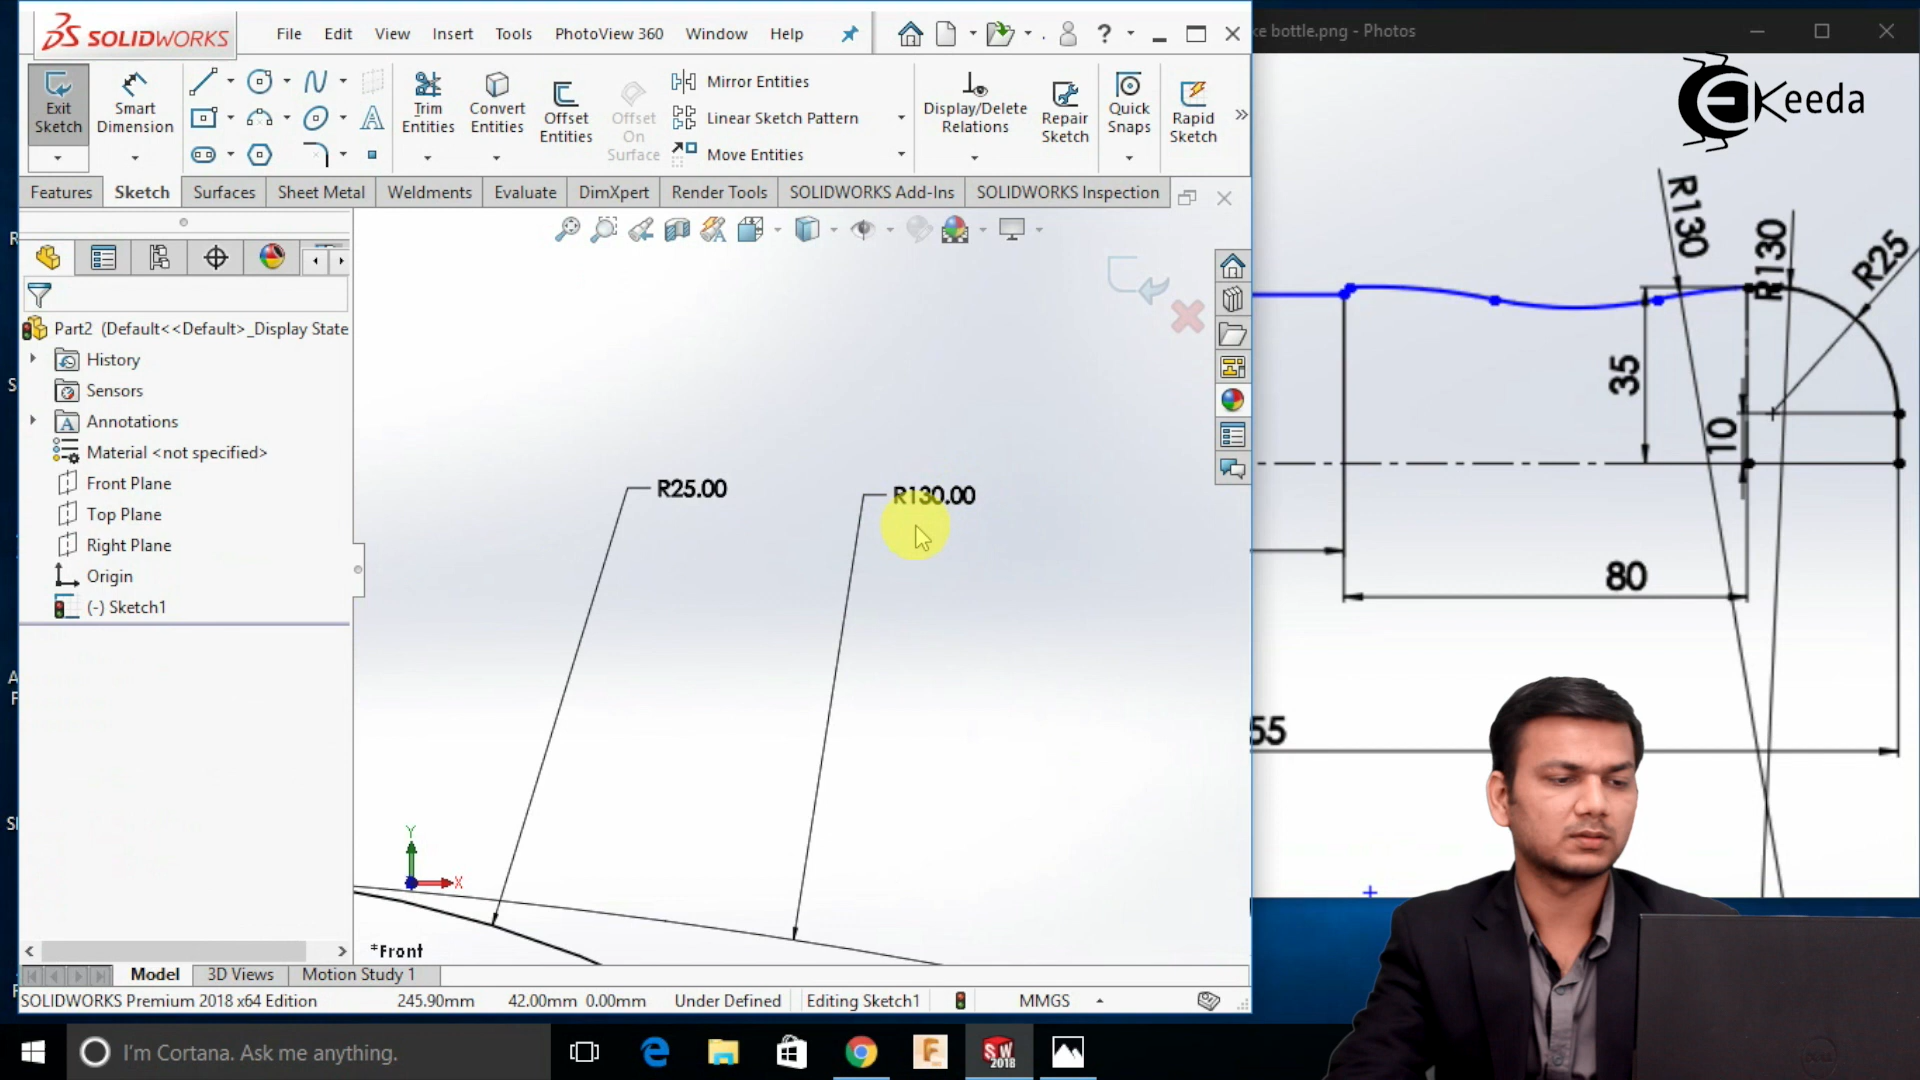 SOLIDWORKS
File Edit View Insert Tools PhotoView 360 Window Help
ke bottle.png - Photos
EKeeda
Exit Sketch
Smart Dimension
Trim Entities
Convert Entities
Offset Entities
Offset On Surface
Mirror Entities
Linear Sketch Pattern
Move Entities
Display/Delete Relations
Repair Sketch
Quick Snaps
Rapid Sketch
Features Sketch Surfaces Sheet Metal Weldments Evaluate DimXpert Render Tools SOLIDWORKS Add-Ins SOLIDWORKS Inspection
Part2 (Default<<Default>_Display State
History
Sensors
Annotations
Material <not specified>
Front Plane
Top Plane
Right Plane
Origin
(-) Sketch1
R25.00
R130.00
Y
X
*Front
R130
R130
R25
35
10
80
55
Model 3D Views Motion Study 1
SOLIDWORKS Premium 2018 x64 Edition 245.90mm 42.00mm 0.00mm Under Defined Editing Sketch1 MMGS
I'm Cortana. Ask me anything.
SW 2018